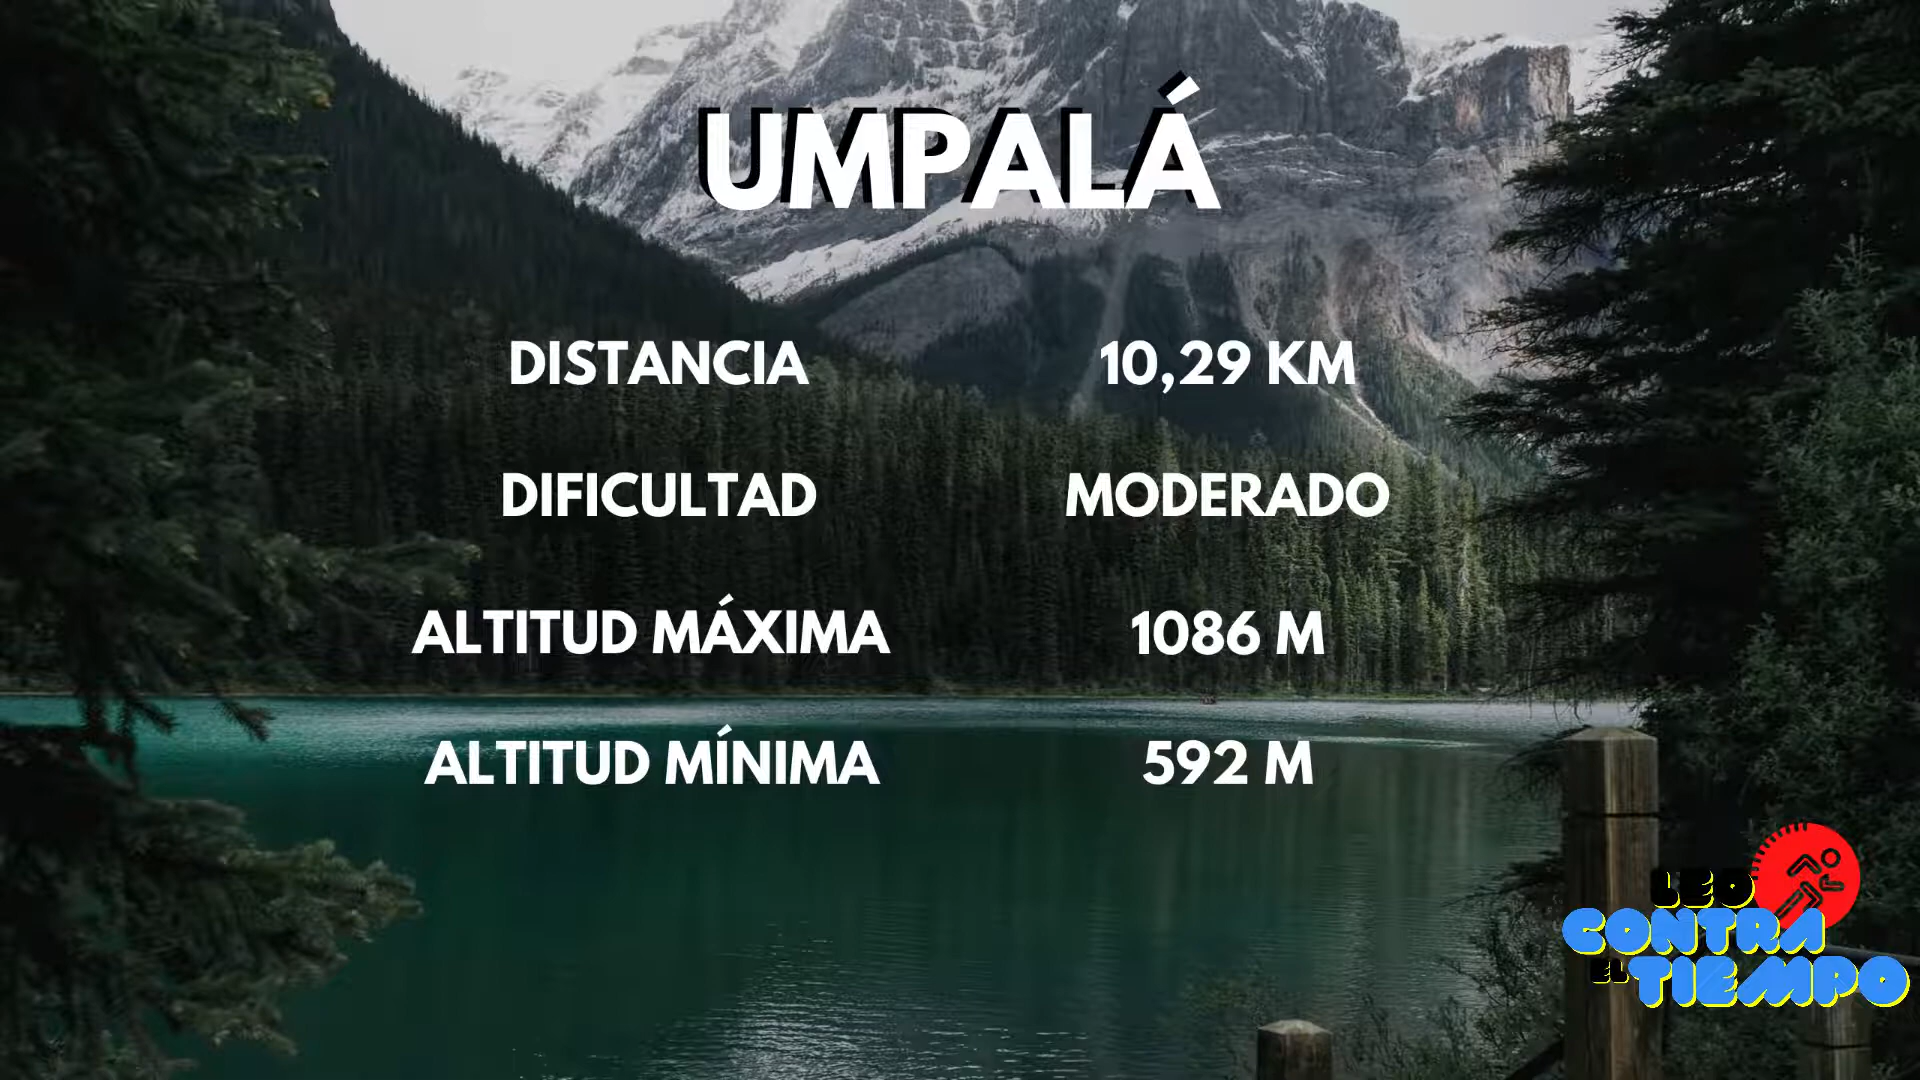 UMPALÁ
DISTANCIA 10,29 KM
DIFICULTAD MODERADO
ALTITUD MÁXIMA 1086 M
ALTITUD MÍNIMA 592 M
LEO
CONTRA
EL TIEMPO